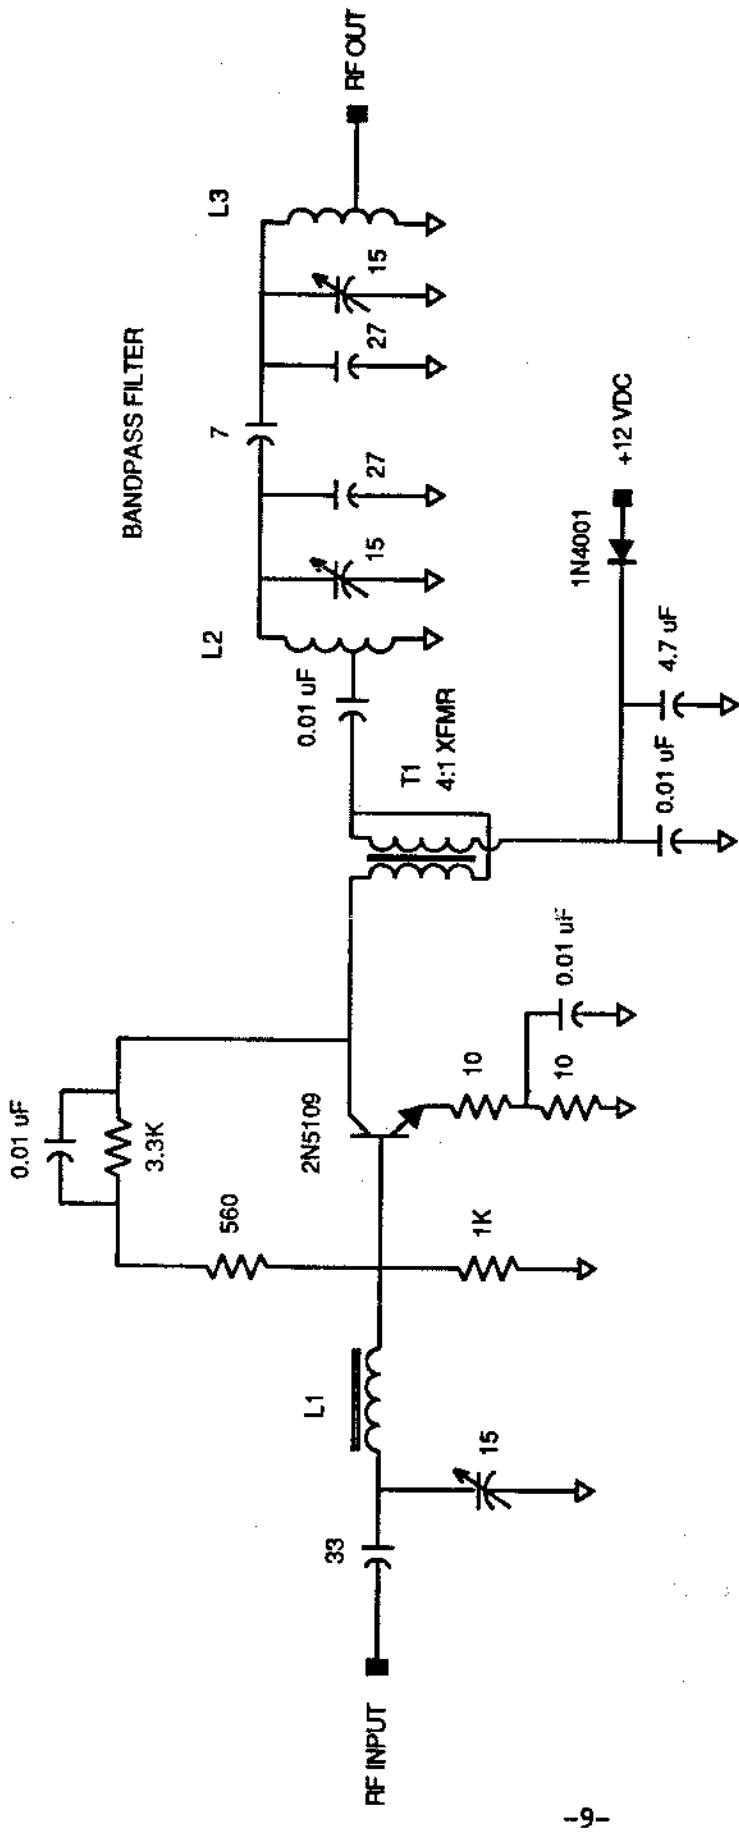 BANDPASS FILTER
0.01 uF
3.3K
560
2N5109
L1
33
15
RF INPUT
1K
10
10
0.01 uF
T1
4:1 XFMR
0.01 uF
L2
15
27
7
27
15
L3
RF OUT
1N4001
+12 VDC
4.7 uF
0.01 uF
-9-